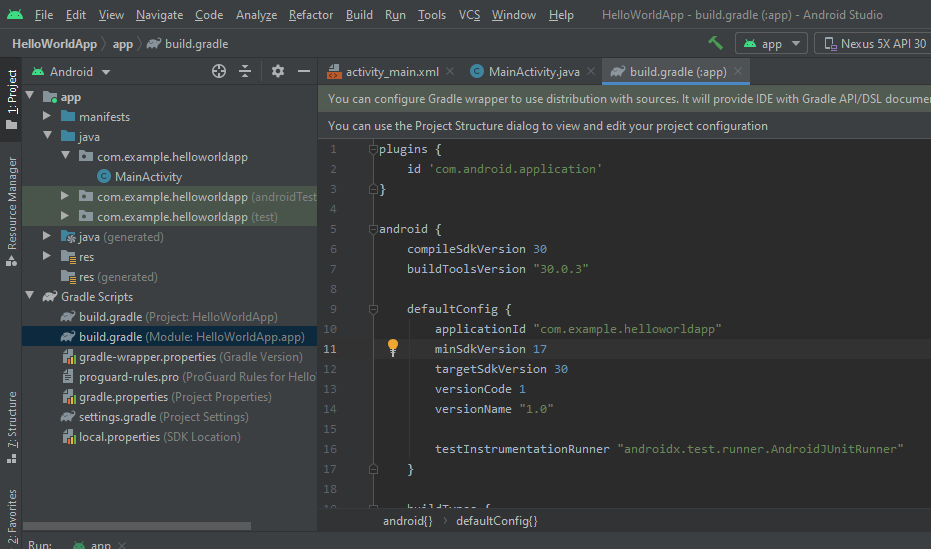 File Edit View Navigate Code Analyze Refactor Build Run Tools VCS Window Help HelloWorldApp - build.gradle (:app) - Android Studio
HelloWorldApp app build.gradle app Nexus 5X API 30
1: Project
Resource Manager
7: Structure
2: Favorites
Android
app
manifests
java
com.example.helloworldapp
MainActivity
com.example.helloworldapp (androidTest
com.example.helloworldapp (test)
java (generated)
res
res (generated)
Gradle Scripts
build.gradle (Project: HelloWorldApp)
build.gradle (Module: HelloWorldApp.app)
gradle-wrapper.properties (Gradle Version)
proguard-rules.pro (ProGuard Rules for Hello
gradle.properties (Project Properties)
settings.gradle (Project Settings)
local.properties (SDK Location)
activity_main.xml MainActivity.java build.gradle (:app)
You can configure Gradle wrapper to use distribution with sources. It will provide IDE with Gradle API/DSL docume
You can use the Project Structure dialog to view and edit your project configuration
1 plugins {
2 id 'com.android.application'
3 }
4
5 android {
6 compileSdkVersion 30
7 buildToolsVersion "30.0.3"
8
9 defaultConfig {
10 applicationId "com.example.helloworldapp"
11 minSdkVersion 17
12 targetSdkVersion 30
13 versionCode 1
14 versionName "1.0"
15
16 testInstrumentationRunner "androidx.test.runner.AndroidJUnitRunner"
17 }
18
19 buildTypes {
android{} defaultConfig{}
Run: app